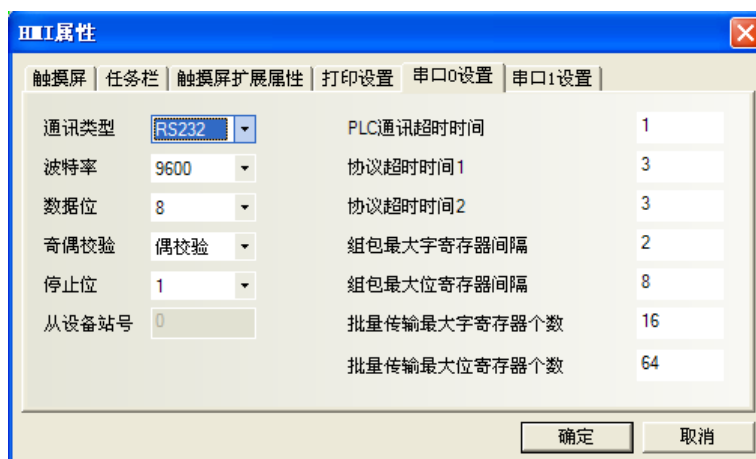 HMI属性
触摸屏 任务栏 触摸屏扩展属性 打印设置 串口0设置 串口1设置
通讯类型 RS232 PLC通讯超时时间 1
波特率 9600 协议超时时间1 3
数据位 8 协议超时时间2 3
奇偶校验 偶校验 组包最大字寄存器间隔 2
停止位 1 组包最大位寄存器间隔 8
从设备站号 0 批量传输最大字寄存器个数 16
批量传输最大位寄存器个数 64
确定 取消